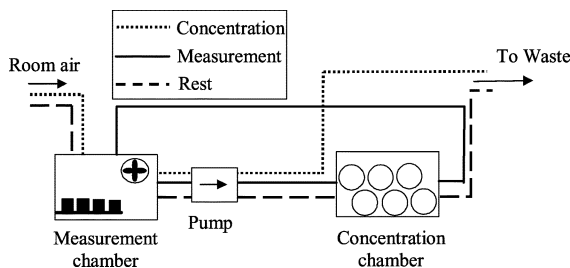 Concentration
Measurement
Rest
Room air
To Waste
Pump
Measurement
chamber
Concentration
chamber